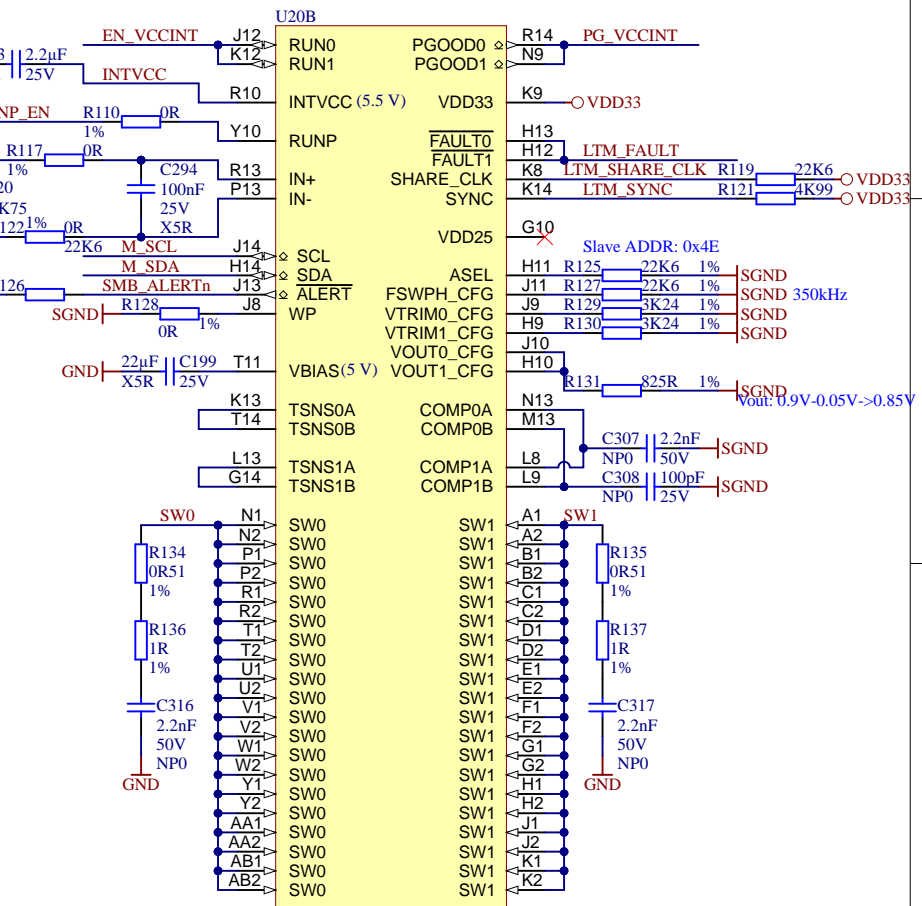 U20B
EN_VCCINT J12 RUN0 PGOOD0 R14 PG_VCCINT
2.2µF K12 RUN1 PGOOD1 N9
25V INTVCC
R10 INTVCC (5.5 V) VDD33 K9 VDD33
NP_EN R110 0R
1% Y10 RUNP FAULT0 H13
R117 0R FAULT1 H12 LTM_FAULT
1% C294 R13 IN+ SHARE_CLK K8 LTM_SHARE_CLK R119 22K6 VDD33
20 100nF P13 IN- SYNC K14 LTM_SYNC R121 4K99 VDD33
K75 25V
122 1% 0R X5R VDD25 G10
22K6 M_SCL J14 SCL Slave ADDR: 0x4E
M_SDA H14 SDA ASEL H11 R125 22K6 1% SGND
126 SMB_ALERTn J13 ALERT FSWPH_CFG J11 R127 22K6 1% SGND 350kHz
SGND R128 1% J8 WP VTRIM0_CFG J9 R129 3K24 1% SGND
0R VTRIM1_CFG H9 R130 3K24 1% SGND
VOUT0_CFG J10
GND 22µF C199 T11 VBIAS(5 V) VOUT1_CFG H10
X5R 25V R131 825R 1% SGND
Vout: 0.9V-0.05V->0.85V
K13 TSNS0A COMP0A N13
T14 TSNS0B COMP0B M13
C307 2.2nF SGND
NP0 50V
L13 TSNS1A COMP1A L8
G14 TSNS1B COMP1B L9 C308 100pF SGND
NP0 25V
SW0 N1 SW0 SW1 A1 SW1
N2 SW0 SW1 A2
R134 P1 SW0 SW1 B1 R135
0R51 P2 SW0 SW1 B2 0R51
1% R1 SW0 SW1 C1 1%
R2 SW0 SW1 C2
R136 T1 SW0 SW1 D1 R137
1R T2 SW0 SW1 D2 1R
1% U1 SW0 SW1 E1 1%
U2 SW0 SW1 E2
C316 V1 SW0 SW1 F1 C317
2.2nF V2 SW0 SW1 F2 2.2nF
50V W1 SW0 SW1 G1 50V
NP0 W2 SW0 SW1 G2 NP0
GND Y1 SW0 SW1 H1 GND
Y2 SW0 SW1 H2
AA1 SW0 SW1 J1
AA2 SW0 SW1 J2
AB1 SW0 SW1 K1
AB2 SW0 SW1 K2